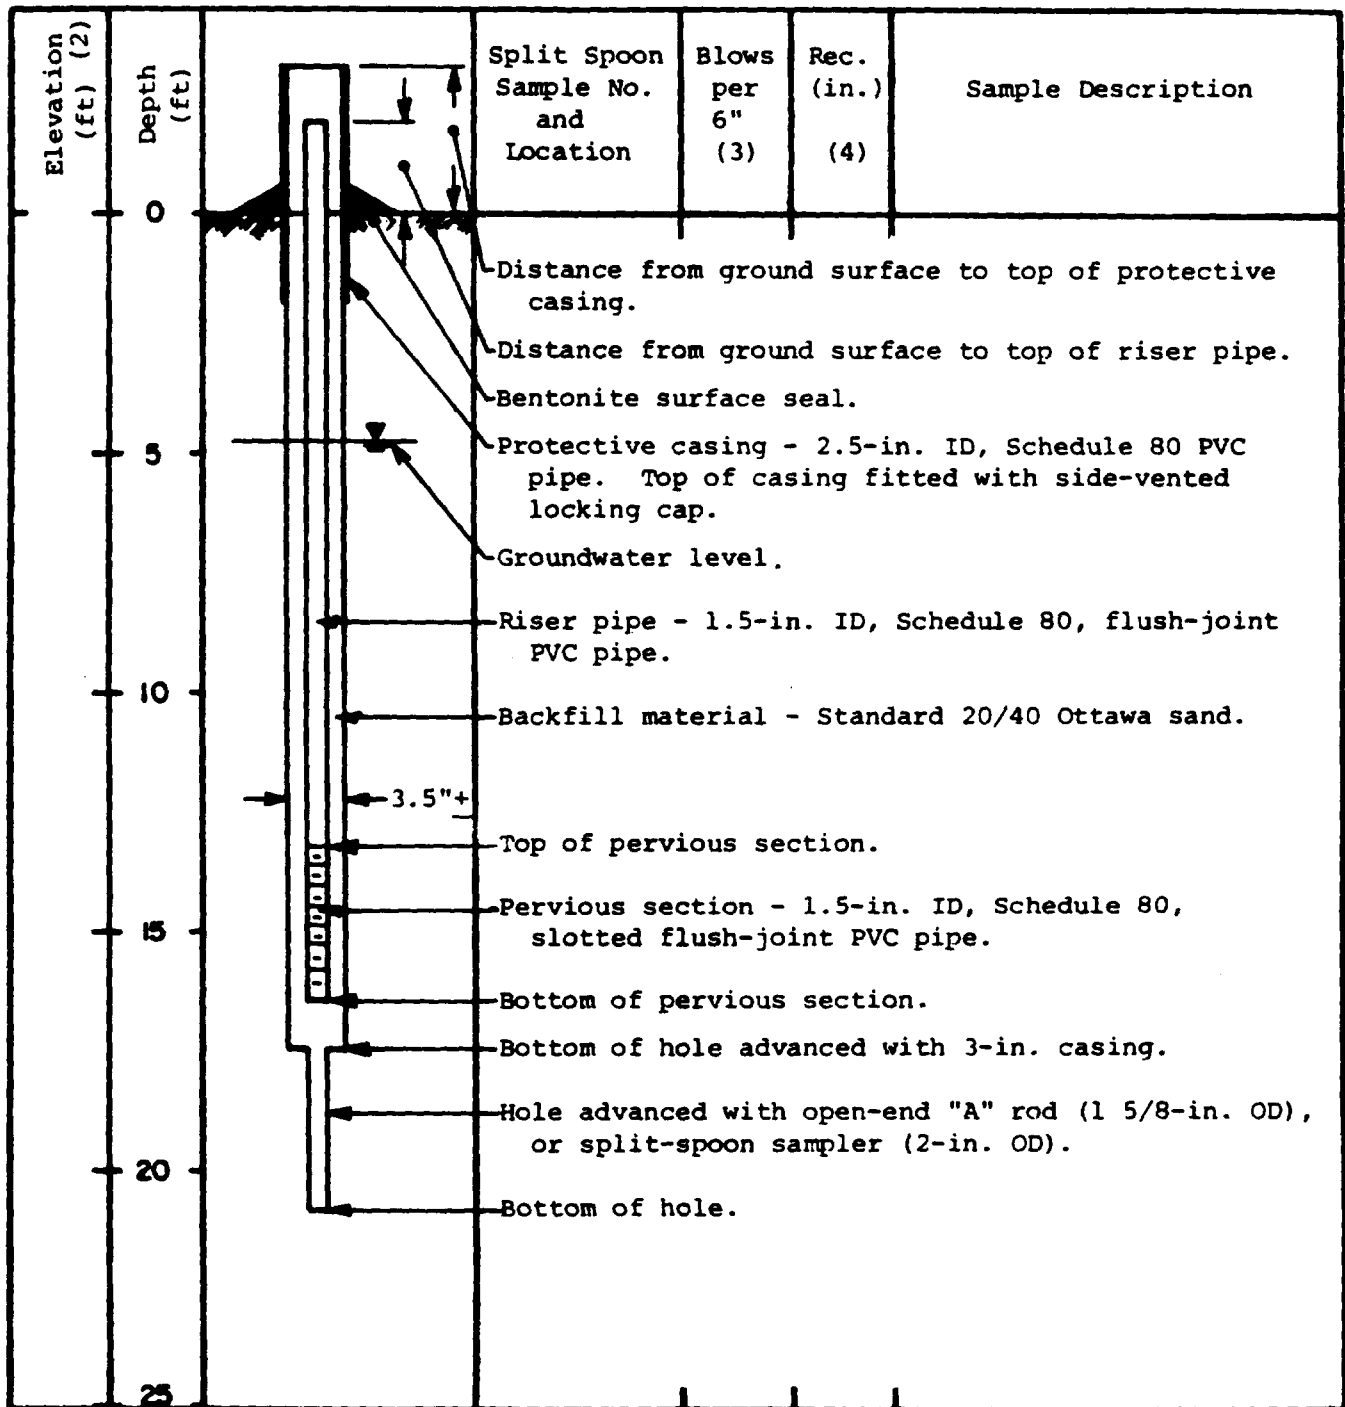 Elevation
(ft) (2)
Depth
(ft)
Split Spoon
Sample No.
and
Location
Blows
per
6"
(3)
Rec.
(in.)
(4)
Sample Description
0
Distance from ground surface to top of protective
casing.
Distance from ground surface to top of riser pipe.
Bentonite surface seal.
5
Protective casing - 2.5-in. ID, Schedule 80 PVC
pipe. Top of casing fitted with side-vented
locking cap.
Groundwater level.
Riser pipe - 1.5-in. ID, Schedule 80, flush-joint
PVC pipe.
10
Backfill material - Standard 20/40 Ottawa sand.
3.5"±
Top of pervious section.
Pervious section - 1.5-in. ID, Schedule 80,
slotted flush-joint PVC pipe.
15
Bottom of pervious section.
Bottom of hole advanced with 3-in. casing.
Hole advanced with open-end "A" rod (1 5/8-in. OD),
or split-spoon sampler (2-in. OD).
20
Bottom of hole.
25